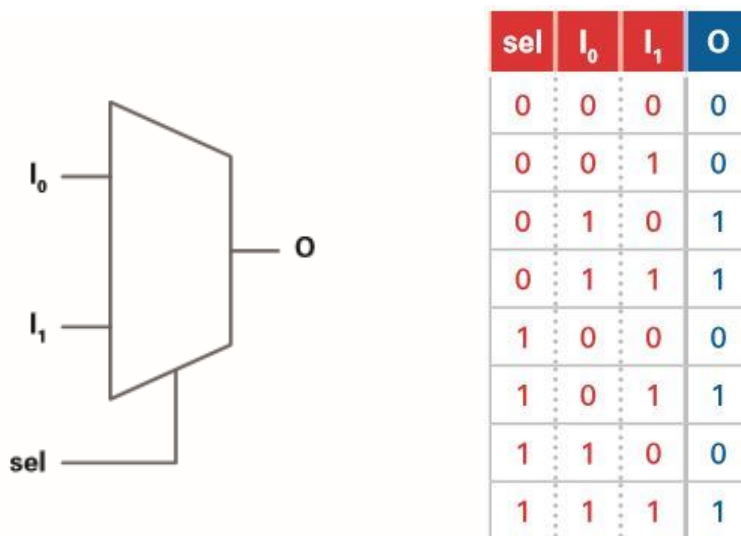 I₀
I₁
sel
O
sel I₀ I₁ O
0 0 0 0
0 0 1 0
0 1 0 1
0 1 1 1
1 0 0 0
1 0 1 1
1 1 0 0
1 1 1 1